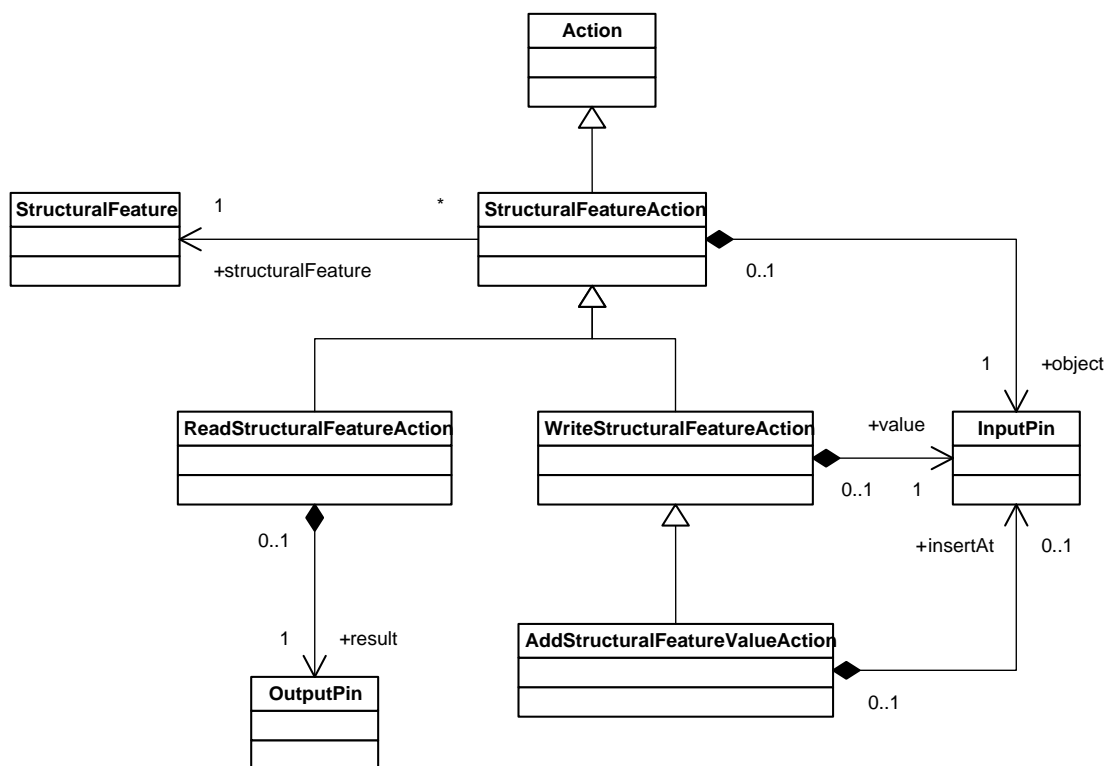 Action
StructuralFeature
1
*
StructuralFeatureAction
+structuralFeature
0..1
1
+object
ReadStructuralFeatureAction
WriteStructuralFeatureAction
+value
InputPin
0..1
1
0..1
+insertAt
0..1
1
+result
AddStructuralFeatureValueAction
0..1
OutputPin